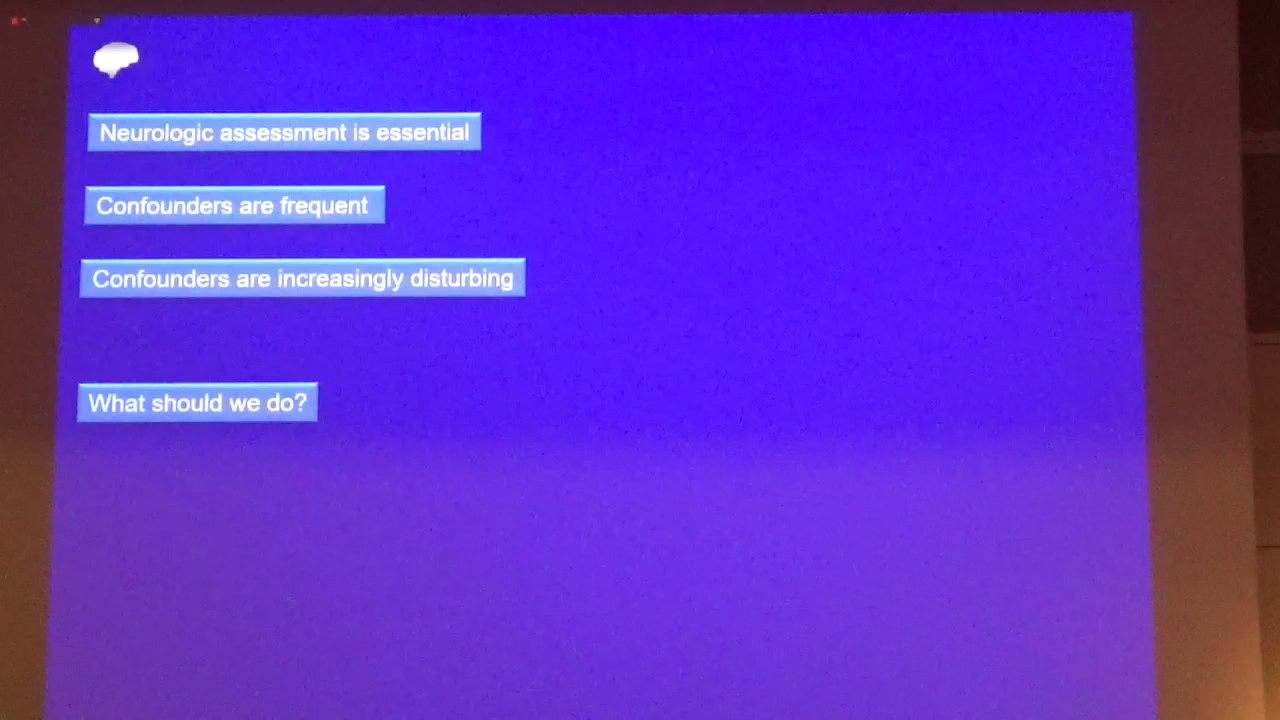 Neurologic assessment is essential
Confounders are frequent
Confounders are increasingly disturbing
What should we do?